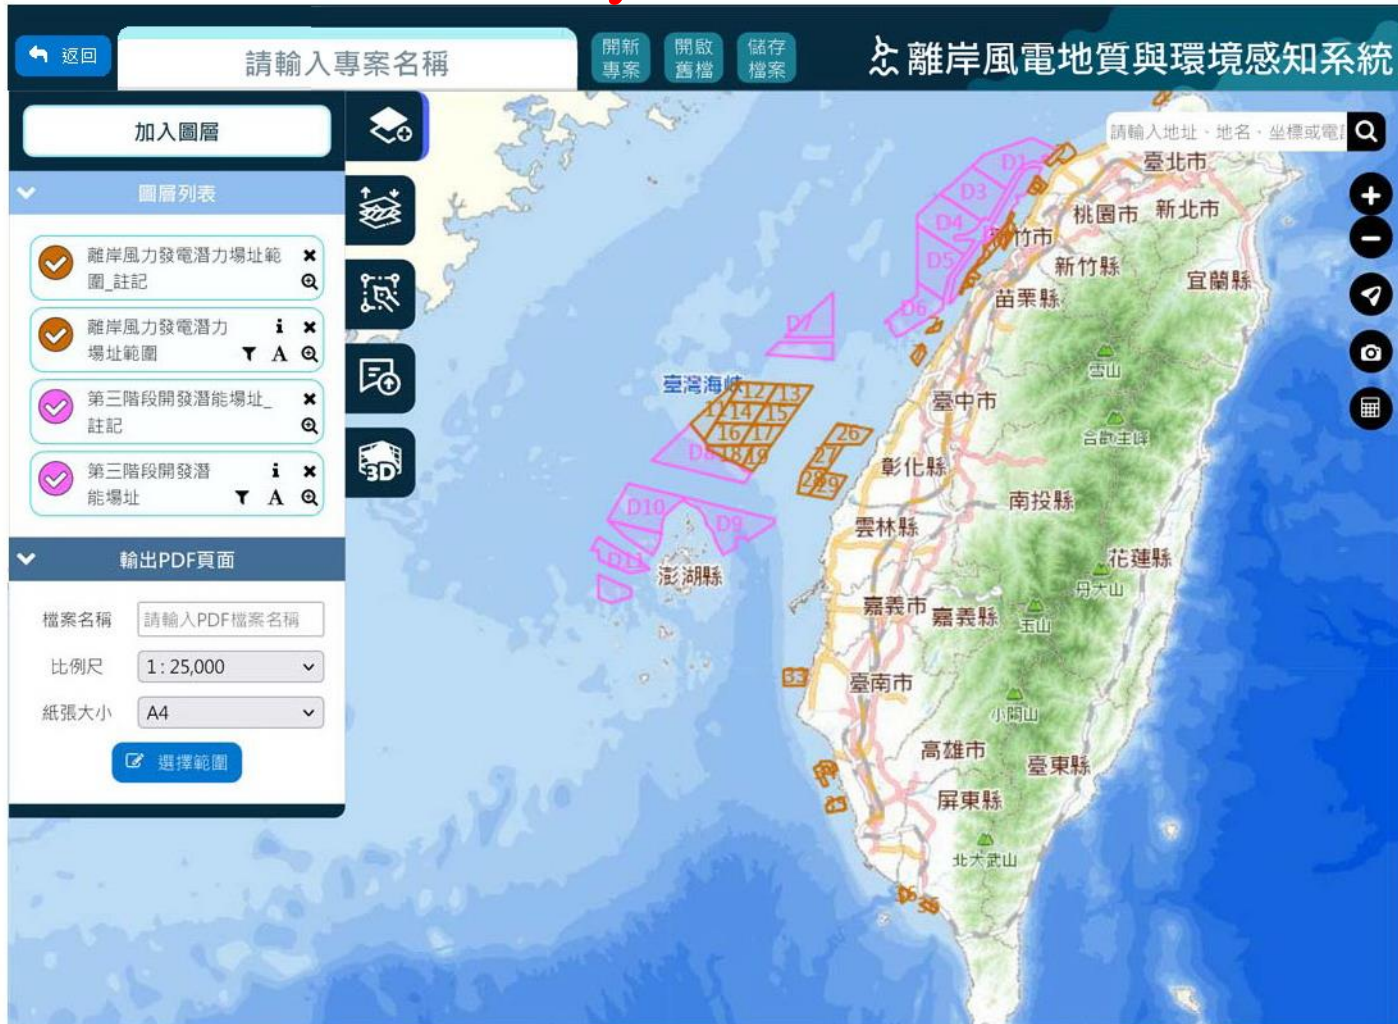 返回
請輸入專案名稱
開新
專案
開啟
舊檔
儲存
檔案
離岸風電地質與環境感知系統
加入圖層
圖層列表
離岸風力發電潛力場址範
圍_註記
離岸風力發電潛力
場址範圍
第三階段開發潛能場址_
註記
第三階段開發潛
能場址
輸出PDF頁面
檔案名稱
請輸入PDF檔案名稱
比例尺
1 : 25,000
紙張大小
A4
選擇範圍
3D
請輸入地址、地名、坐標或電
臺北市
D1
D3
桃園市
新北市
D4
竹市
D5
新竹縣
宜蘭縣
苗栗縣
D6
D7
雪山
臺灣海峽
12
13
臺中市
14
15
合歡主峰
16
17
26
D8
18
19
27
彰化縣
28
29
南投縣
D10
D9
雲林縣
花蓮縣
D11
澎湖縣
丹大山
嘉義市
嘉義縣
玉山
33
臺南市
小關山
高雄市
臺東縣
屏東縣
北大武山